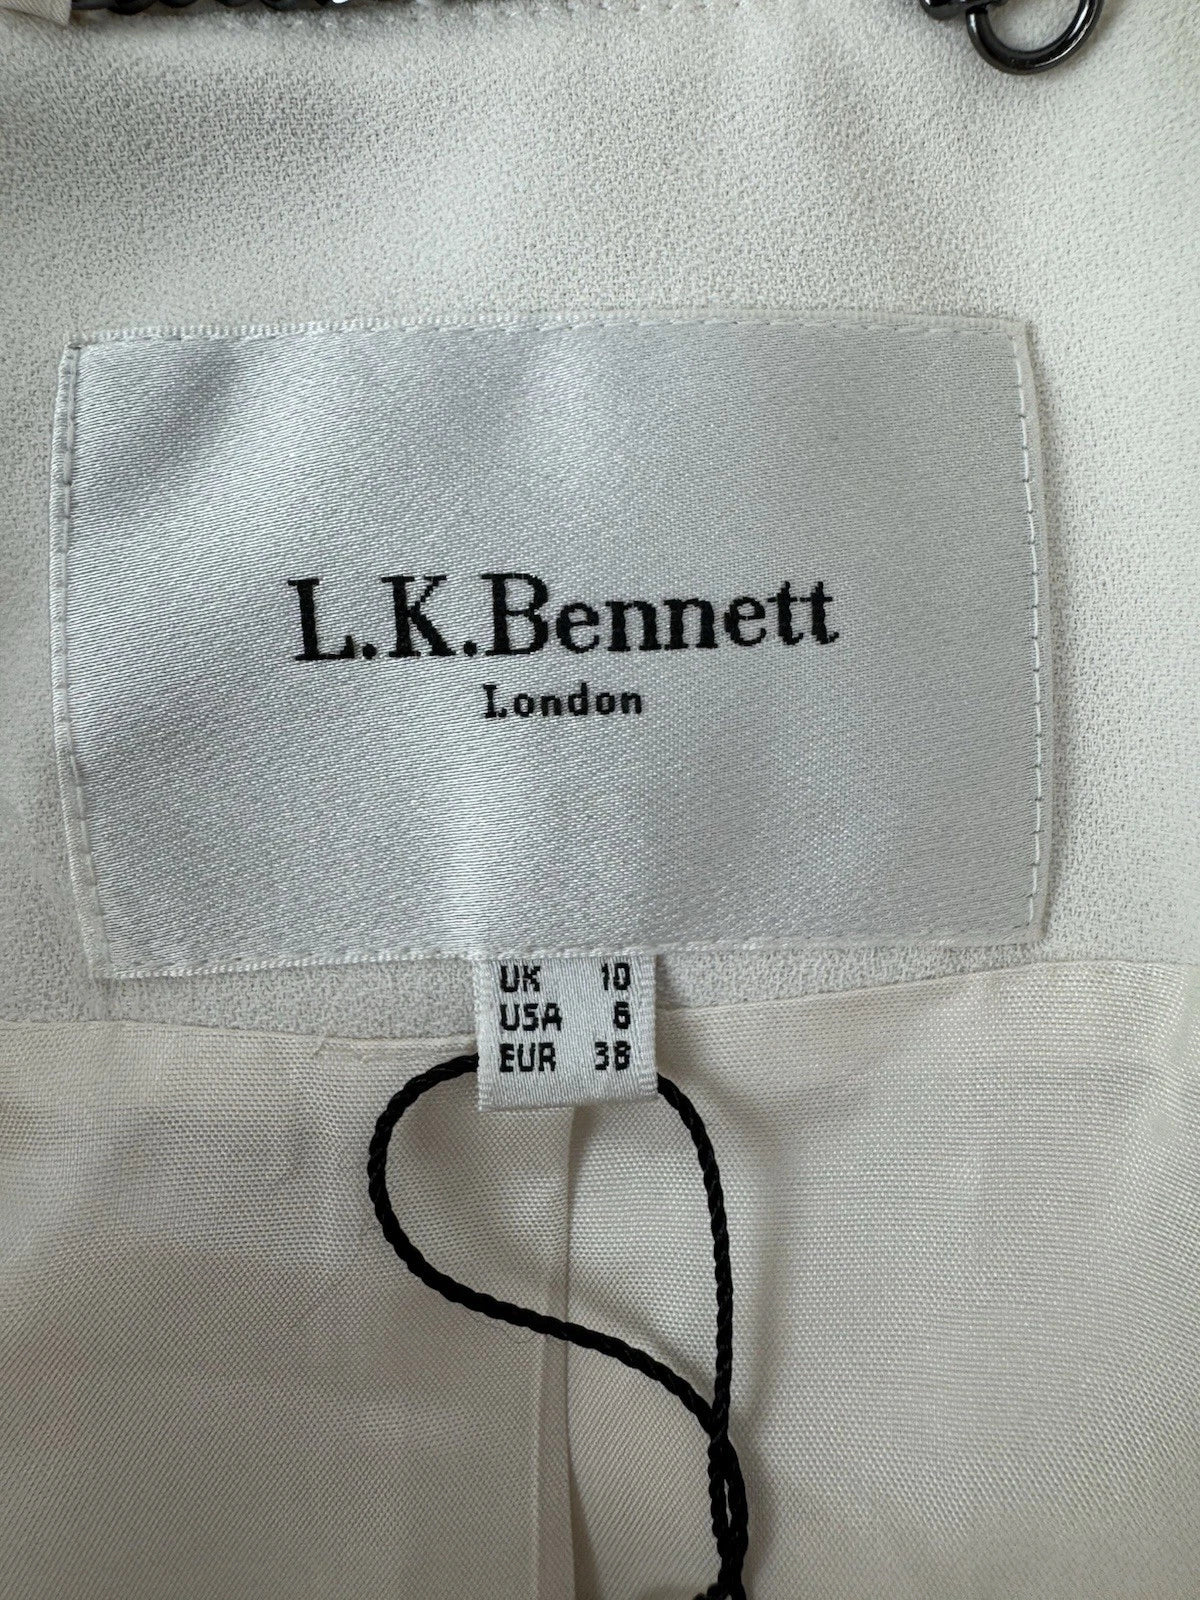 L.K.Bennett
London
UK 10
USA 6
EUR 38